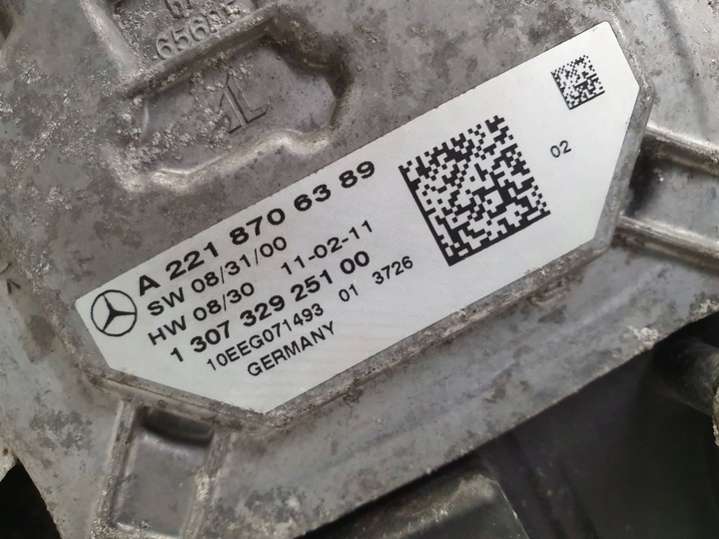 1L
A 221 870 63 89
SW 08/31/00
HW 08/30 11-02-11
1 307 329 251 00
10EEG071493 01 3726
GERMANY
02